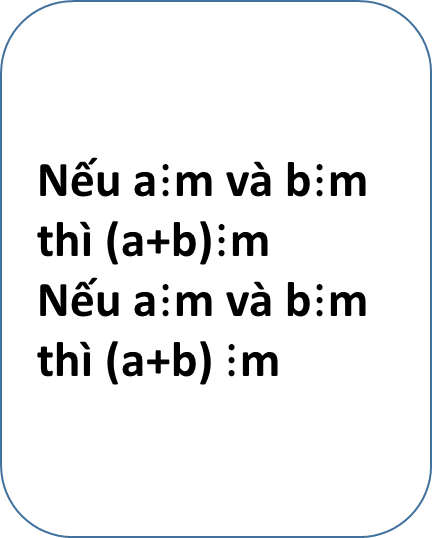 Nếu a⋮m và b⋮m
thì (a+b)⋮m
Nếu a⋮m và b⋮m
thì (a+b) ⋮m